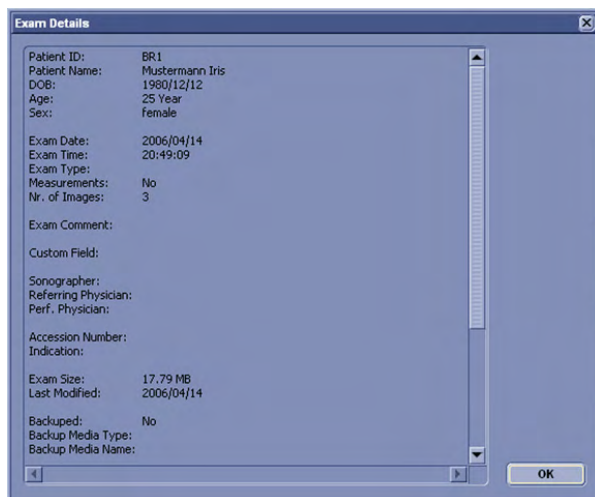 Exam Details
Patient ID: BR1
Patient Name: Mustermann Iris
DOB: 1980/12/12
Age: 25 Year
Sex: female
Exam Date: 2006/04/14
Exam Time: 20:49:09
Exam Type:
Measurements: No
Nr. of Images: 3
Exam Comment:
Custom Field:
Sonographer:
Referring Physician:
Perf. Physician:
Accession Number:
Indication:
Exam Size: 17.79 MB
Last Modified: 2006/04/14
Backuped: No
Backup Media Type:
Backup Media Name:
OK